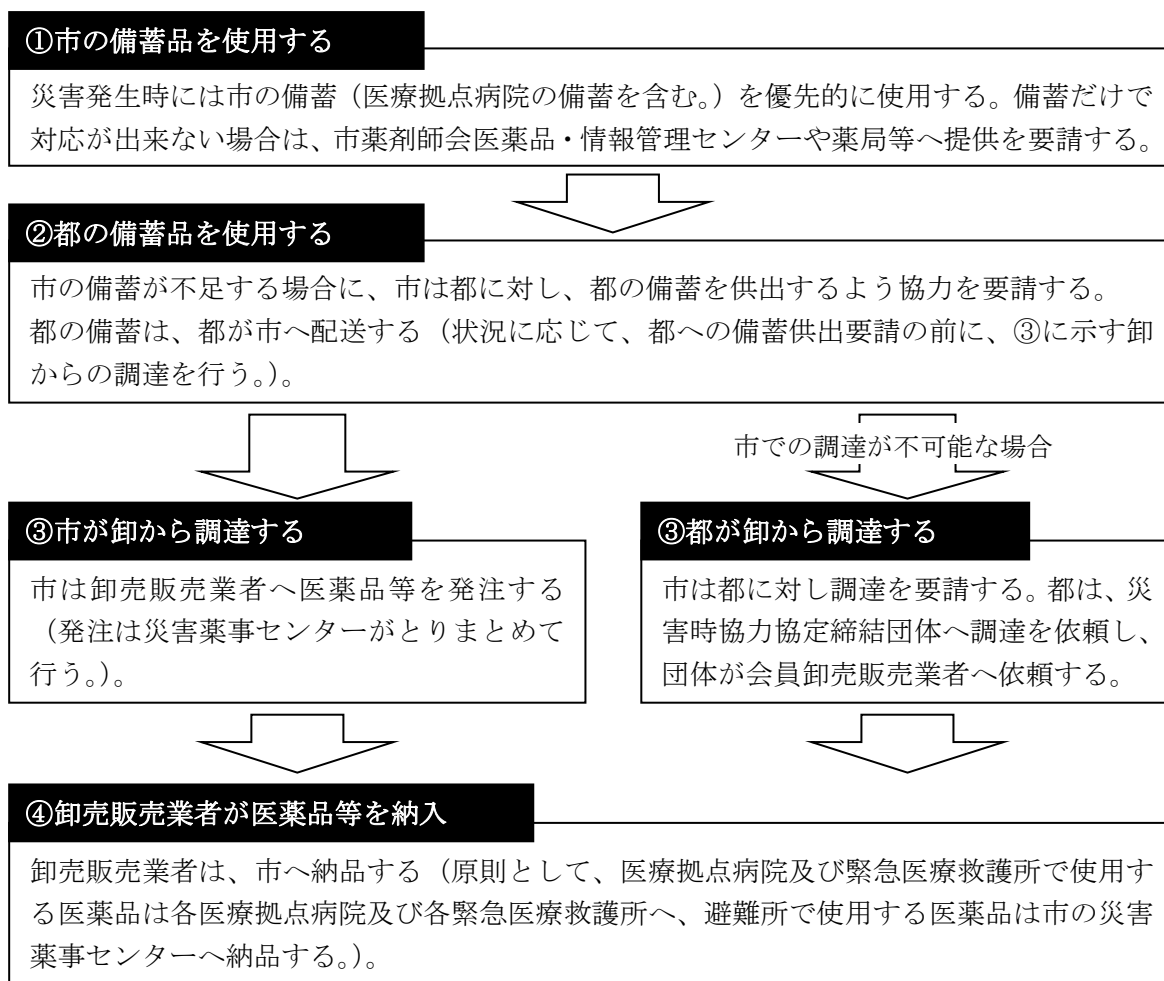 ①市の備蓄品を使用する
災害発生時には市の備蓄(医療拠点病院の備蓄を含む。)を優先的に使用する。備蓄だけで
対応が出来ない場合は、市薬剤師会医薬品・情報管理センターや薬局等へ提供を要請する。
②都の備蓄品を使用する
市の備蓄が不足する場合に、市は都に対し、都の備蓄を供出するよう協力を要請する。
都の備蓄は、都が市へ配送する(状況に応じて、都への備蓄供出要請の前に、③に示す卸
からの調達を行う。)。
市での調達が不可能な場合
③市が卸から調達する
市は卸売販売業者へ医薬品等を発注する
(発注は災害薬事センターがとりまとめて
行う。)。
③都が卸から調達する
市は都に対し調達を要請する。都は、災
害時協力協定締結団体へ調達を依頼し、
団体が会員卸売販売業者へ依頼する。
④卸売販売業者が医薬品等を納入
卸売販売業者は、市へ納品する(原則として、医療拠点病院及び緊急医療救護所で使用す
る医薬品は各医療拠点病院及び各緊急医療救護所へ、避難所で使用する医薬品は市の災害
薬事センターへ納品する。)。